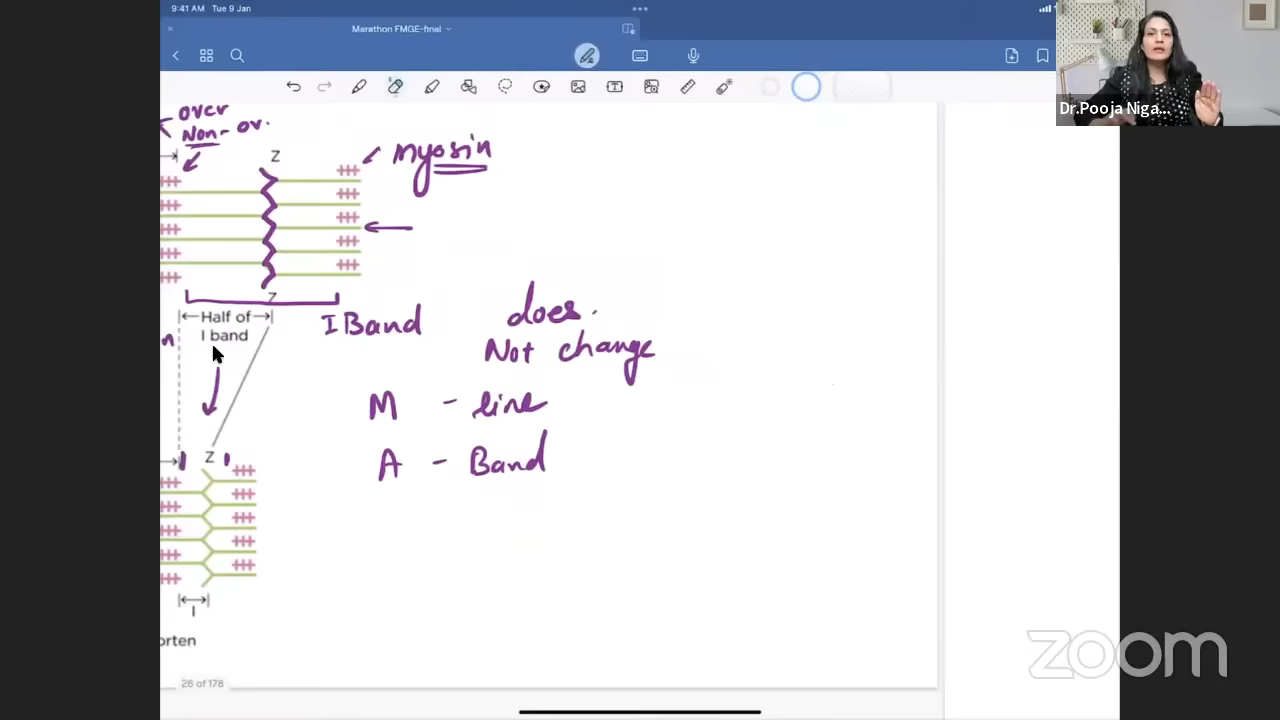 9:41 AM Tue 9 Jan
Marathon FMGE-final
Dr.Pooja Niga...
over
Non-ov.
Z
myosin
Z
Half of
I band
I Band
does.
Not change
n
M - line
A - Band
Z
I
orten
26 of 178
zoom